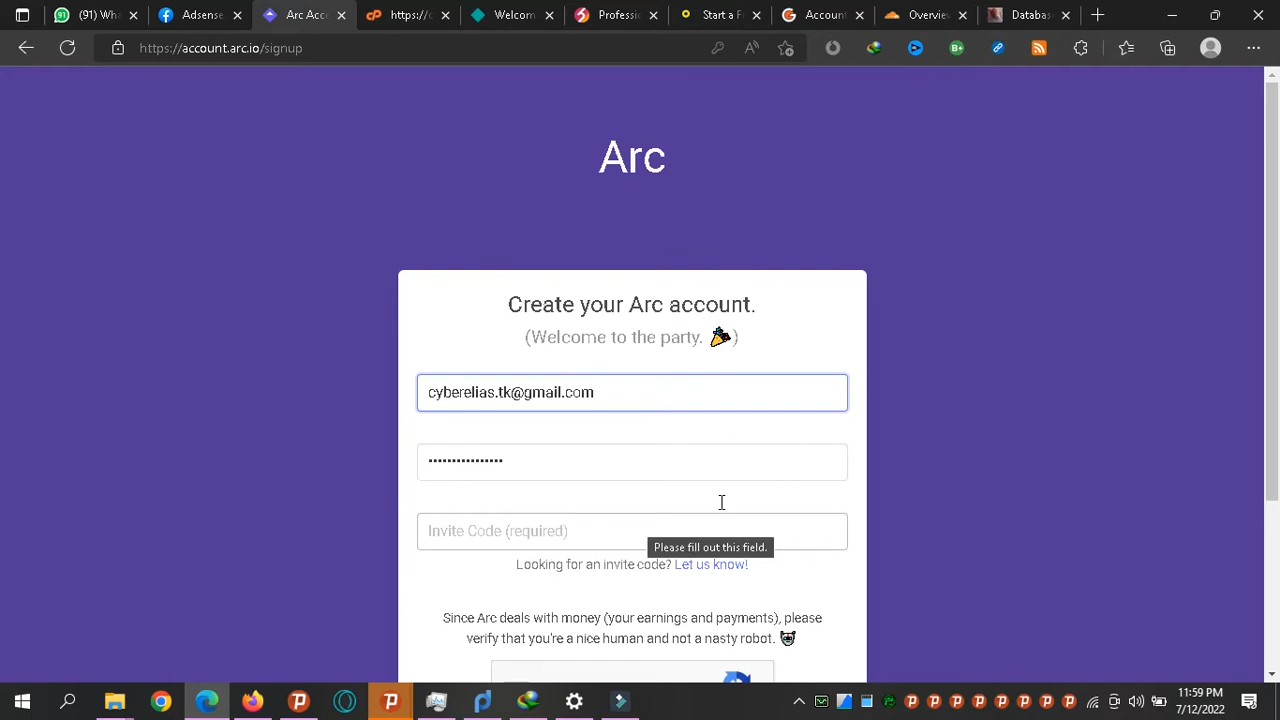 (91) Wha
Adsense
Arc Acc
https://
Welcom
Professi
Start a F
Account
Overvie
Databas
https://account.arc.io/signup
Arc
Create your Arc account.
(Welcome to the party. 🎉)
cyberelias.tk@gmail.com
••••••••••••••••
Invite Code (required)
Please fill out this field.
Looking for an invite code? Let us know!
Since Arc deals with money (your earnings and payments), please
verify that you're a nice human and not a nasty robot.
11:59 PM
7/12/2022